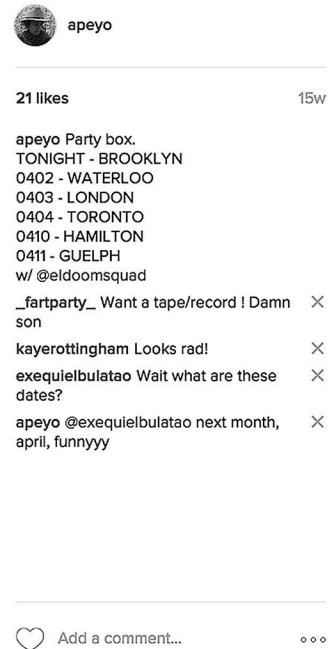 apeyo
21 likes 15w
apeyo Party box.
TONIGHT - BROOKLYN
0402 - WATERLOO
0403 - LONDON
0404 - TORONTO
0410 - HAMILTON
0411 - GUELPH
w/ @eldoomsquad
_fartparty_ Want a tape/record ! Damn
son
kayerottingham Looks rad!
exequielbulatao Wait what are these
dates?
apeyo @exequielbulatao next month,
april, funnyyy
Add a comment...